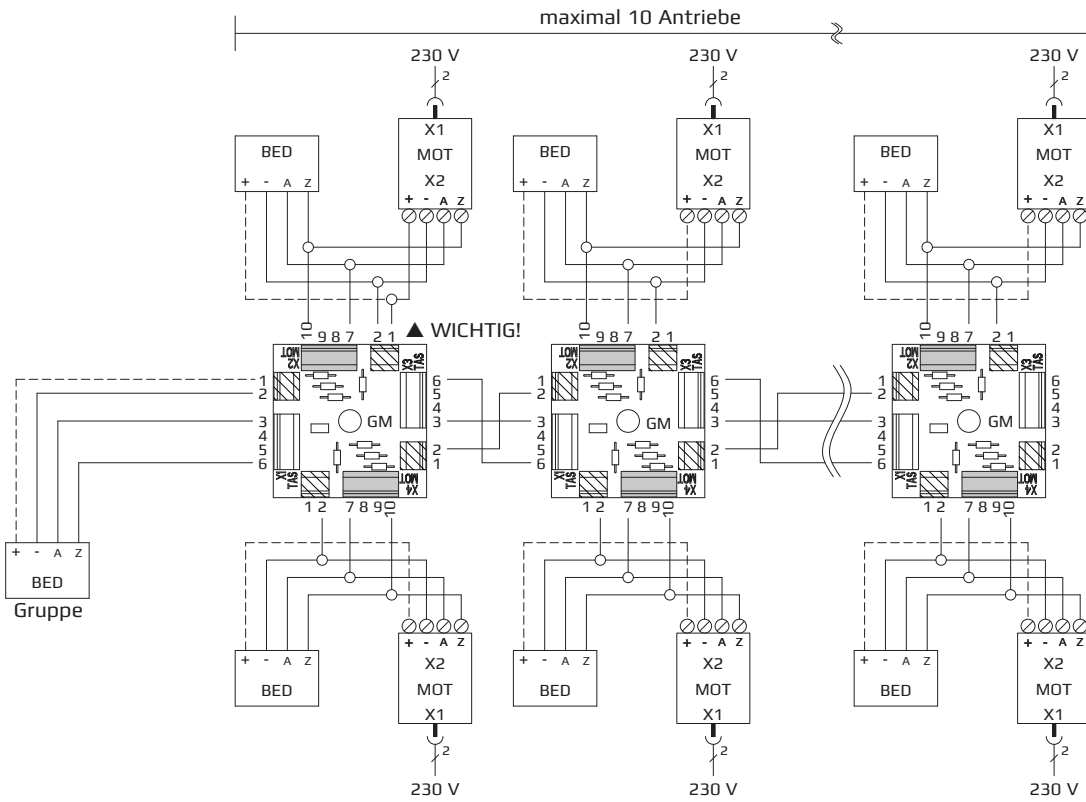 maximal 10 Antriebe
230 V 230 V 230 V
2 2 2
X1 X1 X1
BED MOT BED MOT BED MOT
X2 X2 X2
+ - A Z + - A Z + - A Z + - A Z + - A Z + - A Z
10 9 8 7 2 1 ▲ WICHTIG! 10 9 8 7 2 1 10 9 8 7 2 1
X3 MOT X3 TAS X3 MOT X3 TAS X3 MOT X3 TAS
1 6 1 6 1 6
2 5 2 5 2 5
4 4 4
3 GM 3 3 GM 3 3 GM 3
4 4 4
5 2 5 2 5 2
6 1 6 1 6 1
X1 TAS X4 MOT X1 TAS X4 MOT X1 TAS X4 MOT
1 2 7 8 9 10 1 2 7 8 9 10 1 2 7 8 9 10
+ - A Z
BED
Gruppe
+ - A Z + - A Z + - A Z + - A Z + - A Z + - A Z
X2 X2 X2
BED MOT BED MOT BED MOT
X1 X1 X1
2 2 2
230 V 230 V 230 V